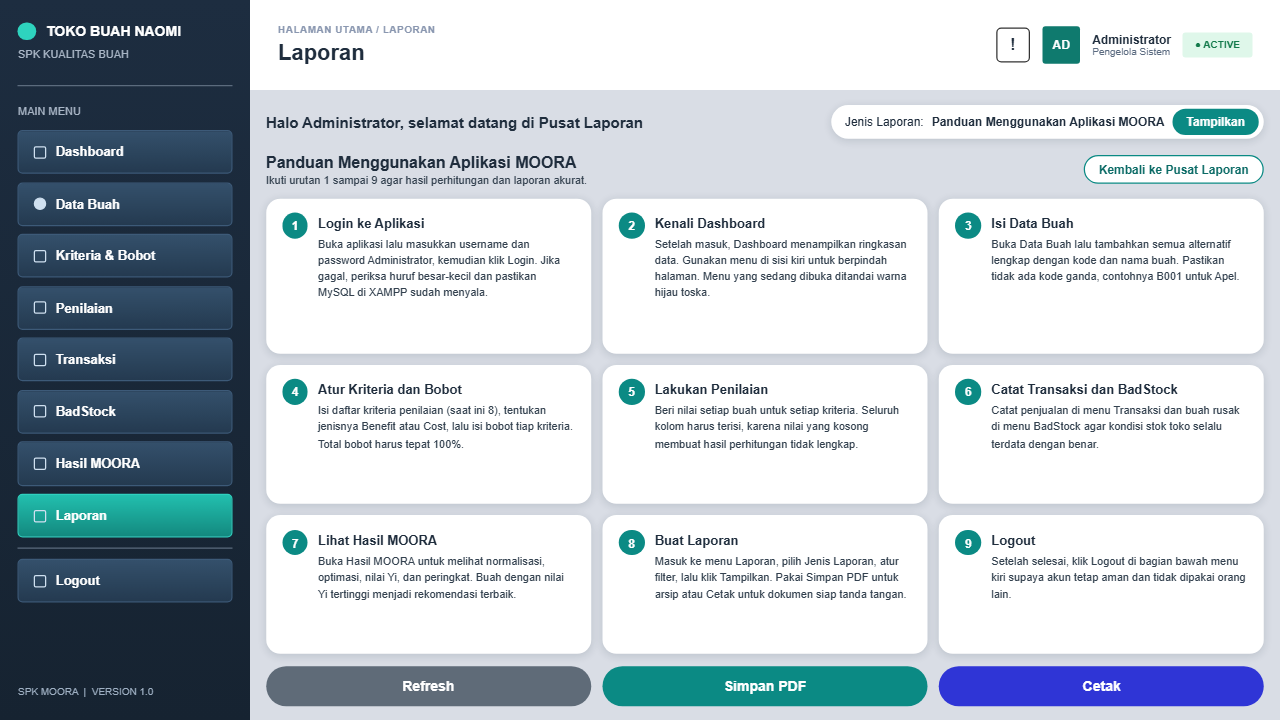 TOKO BUAH NAOMI
SPK KUALITAS BUAH
MAIN MENU
Dashboard
Data Buah
Kriteria & Bobot
Penilaian
Transaksi
BadStock
Hasil MOORA
Laporan
Logout
SPK MOORA | VERSION 1.0
HALAMAN UTAMA / LAPORAN
Laporan
!
AD
Administrator
Pengelola Sistem
● ACTIVE
Halo Administrator, selamat datang di Pusat Laporan
Jenis Laporan: Panduan Menggunakan Aplikasi MOORA
Tampilkan
Panduan Menggunakan Aplikasi MOORA
Ikuti urutan 1 sampai 9 agar hasil perhitungan dan laporan akurat.
Kembali ke Pusat Laporan
1
Login ke Aplikasi
Buka aplikasi lalu masukkan username dan
password Administrator, kemudian klik Login. Jika
gagal, periksa huruf besar-kecil dan pastikan
MySQL di XAMPP sudah menyala.
2
Kenali Dashboard
Setelah masuk, Dashboard menampilkan ringkasan
data. Gunakan menu di sisi kiri untuk berpindah
halaman. Menu yang sedang dibuka ditandai warna
hijau toska.
3
Isi Data Buah
Buka Data Buah lalu tambahkan semua alternatif
lengkap dengan kode dan nama buah. Pastikan
tidak ada kode ganda, contohnya B001 untuk Apel.
4
Atur Kriteria dan Bobot
Isi daftar kriteria penilaian (saat ini 8), tentukan
jenisnya Benefit atau Cost, lalu isi bobot tiap kriteria.
Total bobot harus tepat 100%.
5
Lakukan Penilaian
Beri nilai setiap buah untuk setiap kriteria. Seluruh
kolom harus terisi, karena nilai yang kosong
membuat hasil perhitungan tidak lengkap.
6
Catat Transaksi dan BadStock
Catat penjualan di menu Transaksi dan buah rusak
di menu BadStock agar kondisi stok toko selalu
terdata dengan benar.
7
Lihat Hasil MOORA
Buka Hasil MOORA untuk melihat normalisasi,
optimasi, nilai Yi, dan peringkat. Buah dengan nilai
Yi tertinggi menjadi rekomendasi terbaik.
8
Buat Laporan
Masuk ke menu Laporan, pilih Jenis Laporan, atur
filter, lalu klik Tampilkan. Pakai Simpan PDF untuk
arsip atau Cetak untuk dokumen siap tanda tangan.
9
Logout
Setelah selesai, klik Logout di bagian bawah menu
kiri supaya akun tetap aman dan tidak dipakai orang
lain.
Refresh
Simpan PDF
Cetak